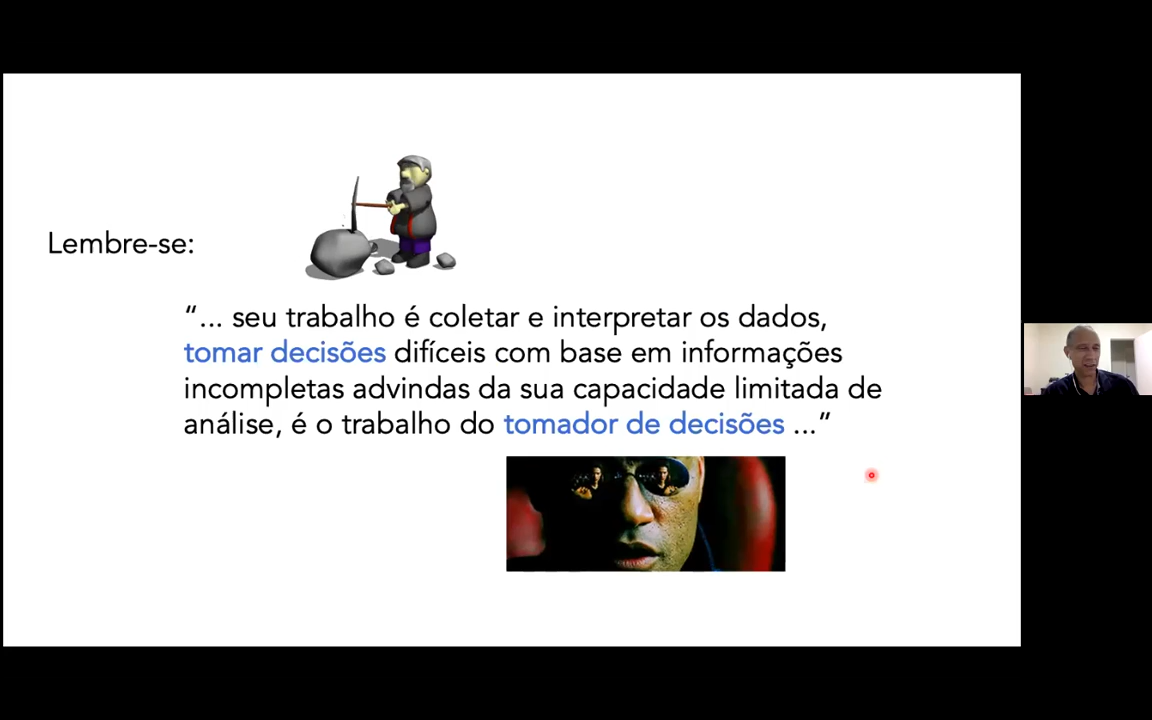 Lembre-se:
“... seu trabalho é coletar e interpretar os dados,
tomar decisões difíceis com base em informações
incompletas advindas da sua capacidade limitada de
análise, é o trabalho do tomador de decisões ...”